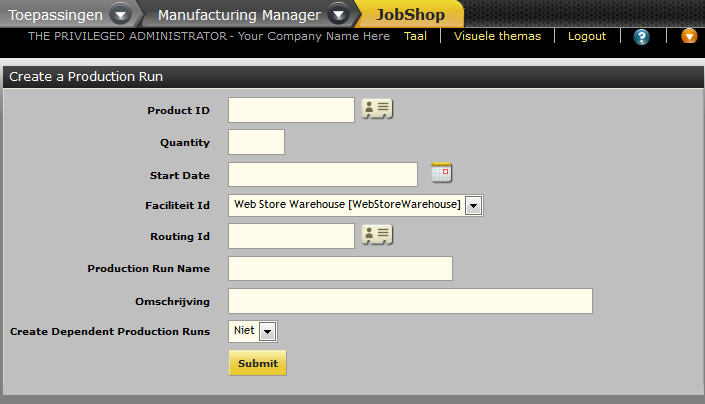 Toepassingen Manufacturing Manager JobShop
THE PRIVILEGED ADMINISTRATOR - Your Company Name Here Taal Visuele themas Logout ?
Create a Production Run
Product ID
Quantity
Start Date
Faciliteit Id Web Store Warehouse [WebStoreWarehouse]
Routing Id
Production Run Name
Omschrijving
Create Dependent Production Runs Niet
Submit